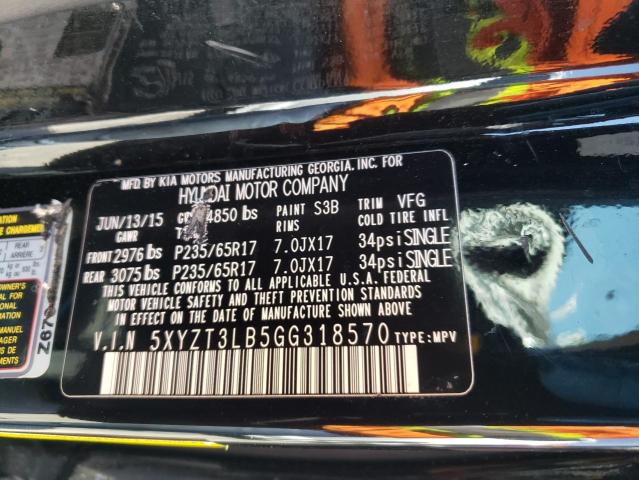 MFD BY KIA MOTORS MANUFACTURING GEORGIA, INC. FOR
HYUNDAI MOTOR COMPANY
JUN/13/15 4850 lbs PAINT S3B TRIM VFG
GAWR RIMS COLD TIRE INFL
FRONT 2976 lbs P235/65R17 7.0JX17 34psi SINGLE
REAR 3075 lbs P235/65R17 7.0JX17 34psi SINGLE
THIS VEHICLE CONFORMS TO ALL APPLICABLE U.S.A. FEDERAL
MOTOR VEHICLE SAFETY AND THEFT PREVENTION STANDARDS
IN EFFECT ON THE DATE OF MANUFACTURE SHOWN ABOVE
V.I.N 5XYZT3LB5GG318570 TYPE:MPV
REAR
ARRIÈRE